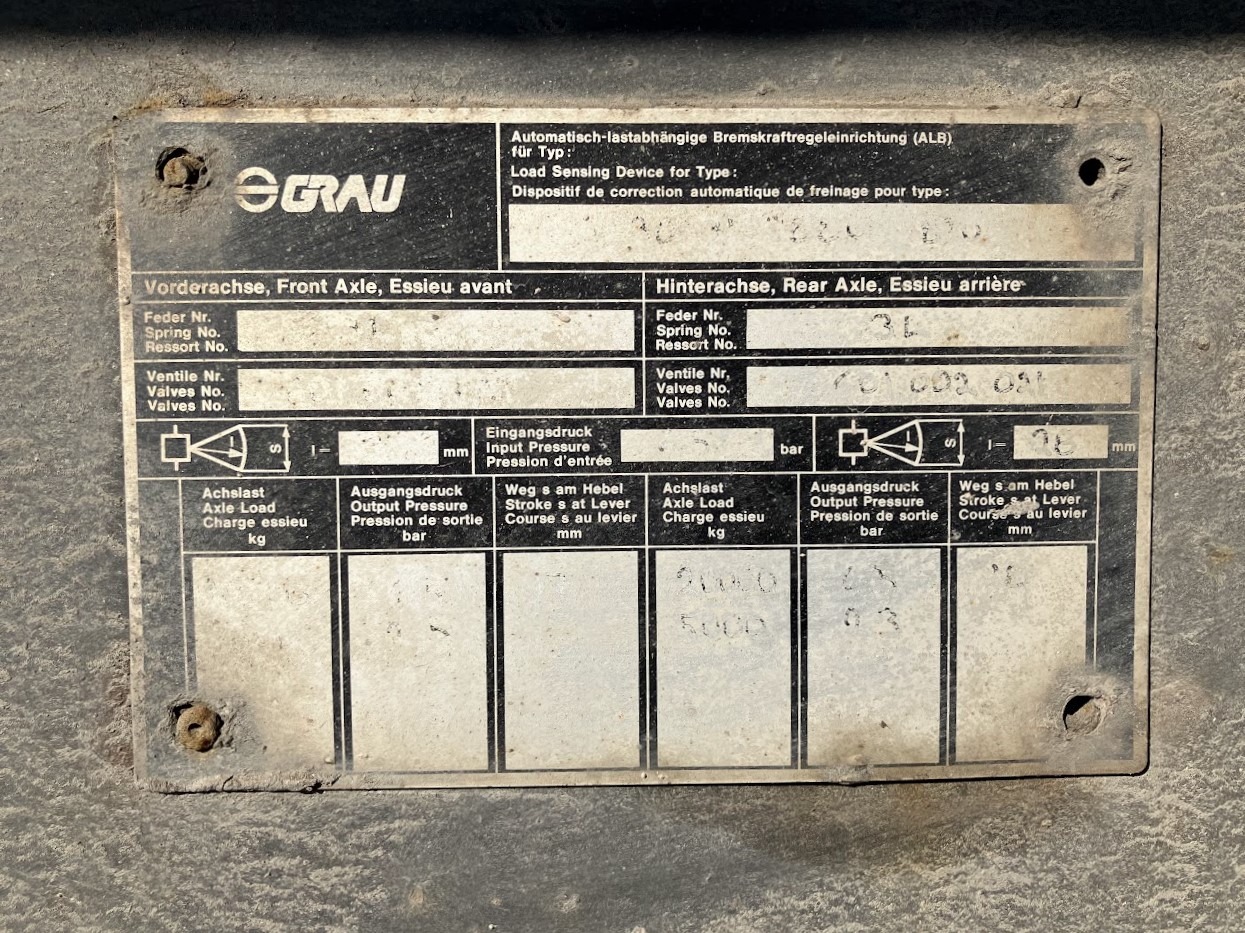 GRAU
Automatisch-lastabhängige Bremskraftregeleinrichtung (ALB)
für Typ:
Load Sensing Device for Type:
Dispositif de correction automatique de freinage pour type:
Vorderachse, Front Axle, Essieu avant
Hinterachse, Rear Axle, Essieu arrière
Feder Nr.
Spring No.
Ressort No.
Feder Nr.
Spring No.
Ressort No.
Ventile Nr.
Valves No.
Valves No.
Ventile Nr.
Valves No.
Valves No.
S
l =
mm
Eingangsdruck
Input Pressure
Pression d'entrée
bar
S
l =
mm
Achslast
Axle Load
Charge essieu
kg
Ausgangsdruck
Output Pressure
Pression de sortie
bar
Weg s am Hebel
Stroke s at Lever
Course s au levier
mm
Achslast
Axle Load
Charge essieu
kg
Ausgangsdruck
Output Pressure
Pression de sortie
bar
Weg s am Hebel
Stroke s at Lever
Course s au levier
mm
5000